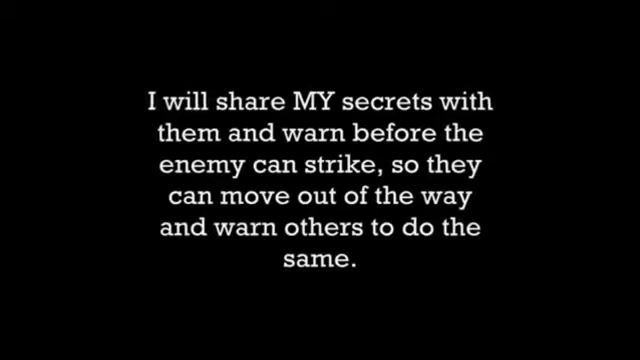 I will share MY secrets with
them and warn before the
enemy can strike, so they
can move out of the way
and warn others to do the
same.